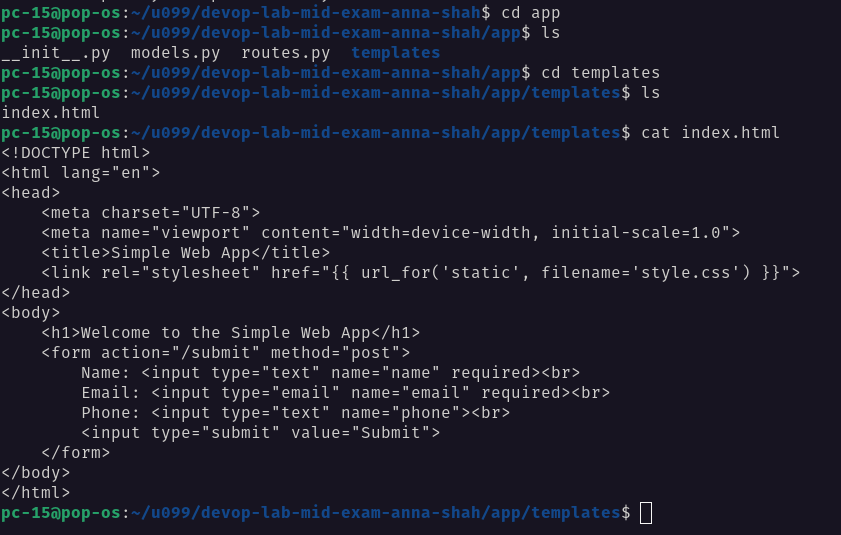 pc-15@pop-os:~/u099/devop-lab-mid-exam-anna-shah$ cd app
pc-15@pop-os:~/u099/devop-lab-mid-exam-anna-shah/app$ ls
__init__.py  models.py  routes.py  templates
pc-15@pop-os:~/u099/devop-lab-mid-exam-anna-shah/app$ cd templates
pc-15@pop-os:~/u099/devop-lab-mid-exam-anna-shah/app/templates$ ls
index.html
pc-15@pop-os:~/u099/devop-lab-mid-exam-anna-shah/app/templates$ cat index.html
<!DOCTYPE html>
<html lang="en">
<head>
    <meta charset="UTF-8">
    <meta name="viewport" content="width=device-width, initial-scale=1.0">
    <title>Simple Web App</title>
    <link rel="stylesheet" href="{{ url_for('static', filename='style.css') }}">
</head>
<body>
    <h1>Welcome to the Simple Web App</h1>
    <form action="/submit" method="post">
        Name: <input type="text" name="name" required><br>
        Email: <input type="email" name="email" required><br>
        Phone: <input type="text" name="phone"><br>
        <input type="submit" value="Submit">
    </form>
</body>
</html>
pc-15@pop-os:~/u099/devop-lab-mid-exam-anna-shah/app/templates$